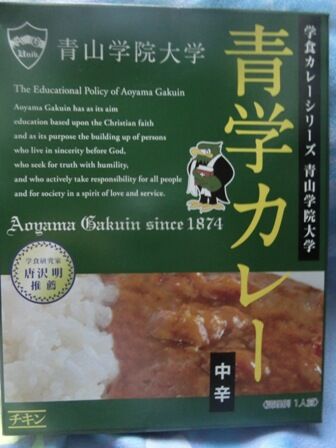 学食カレーシリーズ 青山学院大学
青山学院大学
Univ.
青学カレー
The Educational Policy of Aoyama Gakuin
Aoyama Gakuin has as its aim
education based upon the Christian faith
and as its purpose the building up of persons
who live in sincerity before God,
who seek for truth with humility,
and who actively take responsibility for all people
and for society in a spirit of love and service.
Aoyama Gakuin since 1874
学食研究家
唐沢明
推薦
中辛
チキン
1人前